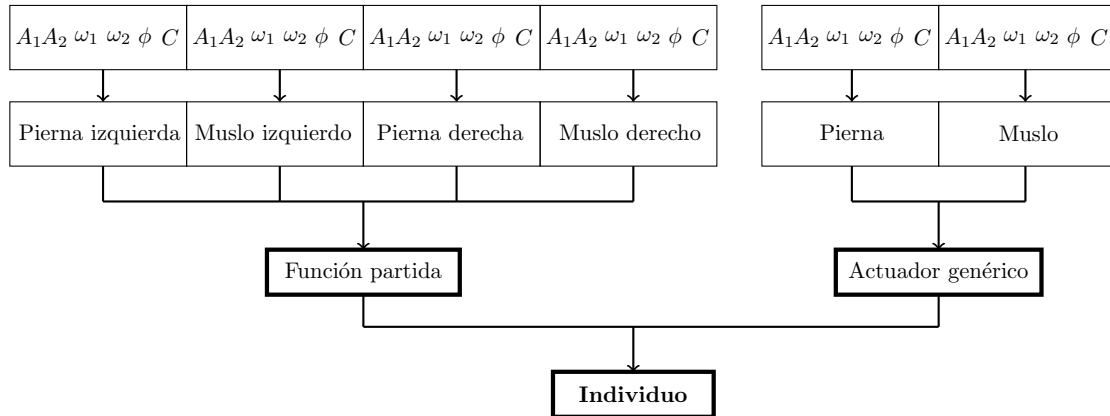 A₁A₂ ω₁ ω₂ ϕ C A₁A₂ ω₁ ω₂ ϕ C A₁A₂ ω₁ ω₂ ϕ C A₁A₂ ω₁ ω₂ ϕ C A₁A₂ ω₁ ω₂ ϕ C A₁A₂ ω₁ ω₂ ϕ C
Pierna izquierda Muslo izquierdo Pierna derecha Muslo derecho Pierna Muslo
Función partida Actuador genérico
Individuo